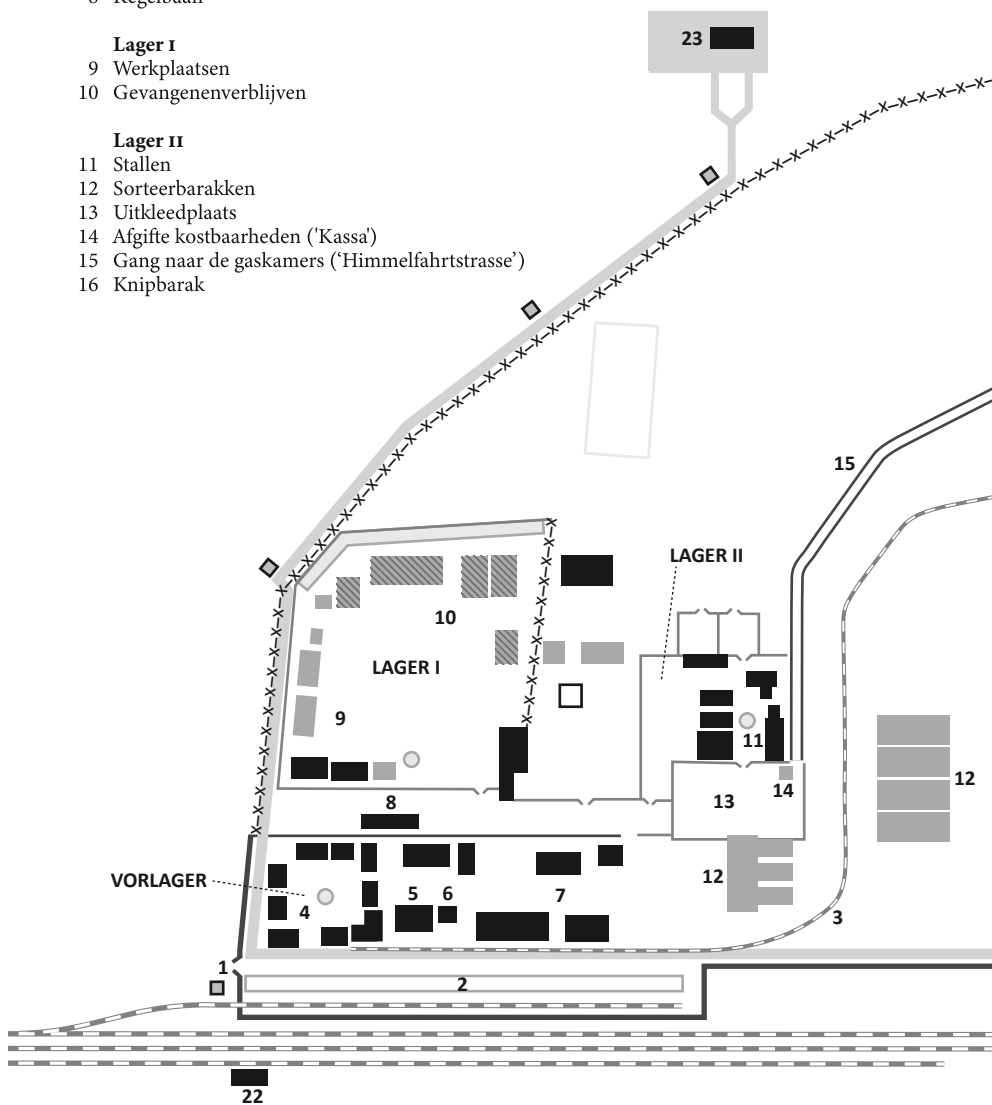 Lager I
9 Werkplaatsen
10 Gevangenenverblijven
Lager II
11 Stallen
12 Sorteerbarakken
13 Uitkleedplaats
14 Afgifte kostbaarheden ('Kassa')
15 Gang naar de gaskamers (‘Himmelfahrtstrasse’)
16 Knipbarak
23
15
LAGER II
10
LAGER I
9
11
12
14
13
8
12
VORLAGER
5
6
7
4
3
1
2
22